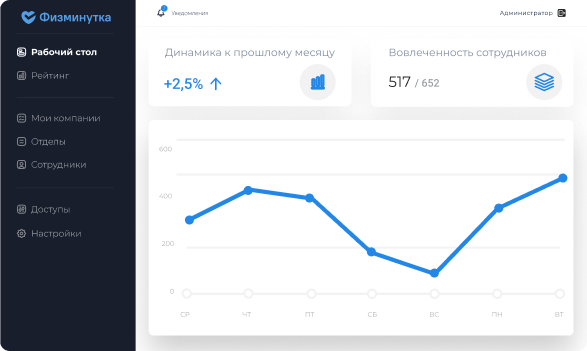 Физминутка
Рабочий стол
Рейтинг
Мои компании
Отделы
Сотрудники
Доступы
Настройки
1
Уведомления
Администратор
Динамика к прошлому месяцу
+2,5%
Вовлеченность сотрудников
517 / 652
600
400
200
0
СР ЧТ ПТ СБ ВС ПН ВТ